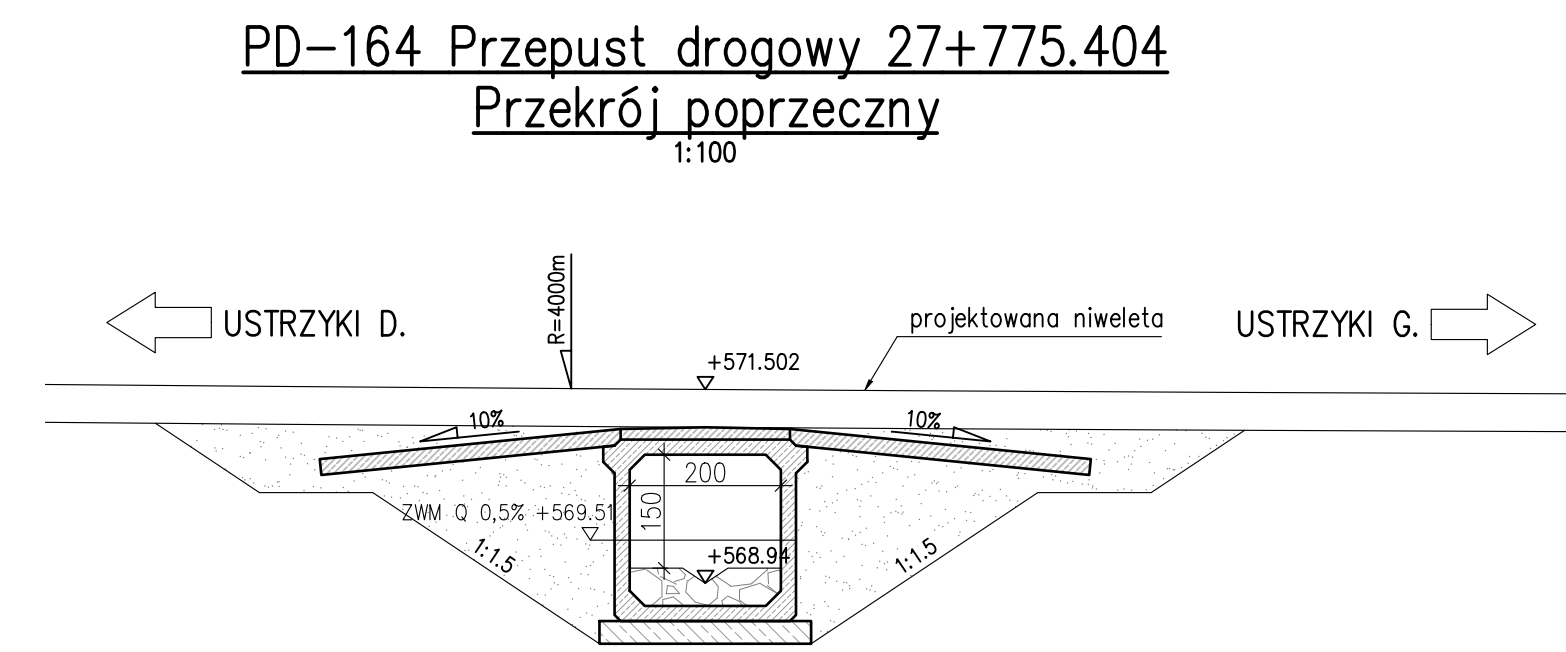 PD-164 Przepust drogowy 27+775.404
Przekrój poprzeczny
1:100
R=4000m
USTRZYKI D.
projektowana niweleta
USTRZYKI G.
+571.502
10%
10%
200
150
ZWM Q 0,5% +569.51
+568.94
1:1.5
1:1.5